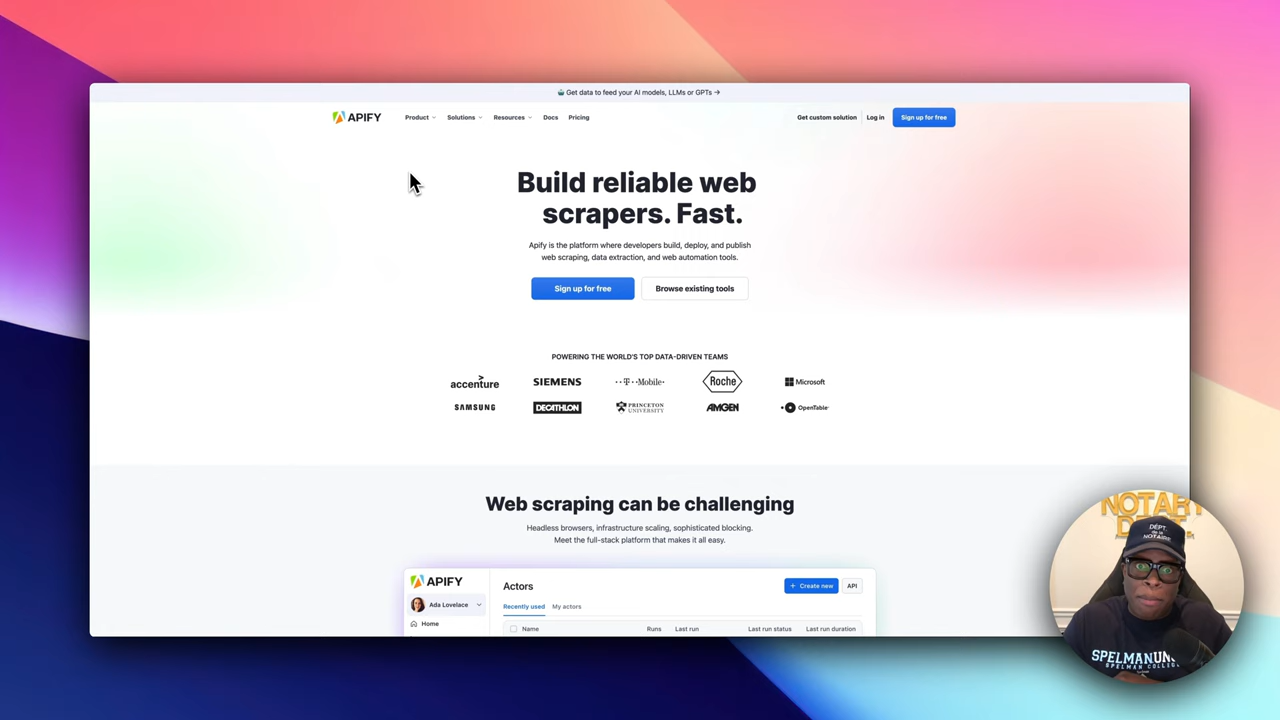 Get data to feed your AI models, LLMs or GPTs →
APIFY
Product
Solutions
Resources
Docs
Pricing
Get custom solution
Log in
Sign up for free
Build reliable web
scrapers. Fast.
Apify is the platform where developers build, deploy, and publish
web scraping, data extraction, and web automation tools.
Sign up for free
Browse existing tools
POWERING THE WORLD'S TOP DATA-DRIVEN TEAMS
accenture
SIEMENS
T Mobile
Roche
Microsoft
SAMSUNG
DECATHLON
PRINCETON
UNIVERSITY
AMGEN
OpenTable
Web scraping can be challenging
Headless browsers, infrastructure scaling, sophisticated blocking.
Meet the full-stack platform that makes it all easy.
APIFY
Actors
+ Create new
API
Ada Lovelace
Recently used
My actors
Home
Name
Runs
Last run
Last run status
Last run duration
NOTARY
DEPT.
SPELMAN
SPELMAN COLLEGE